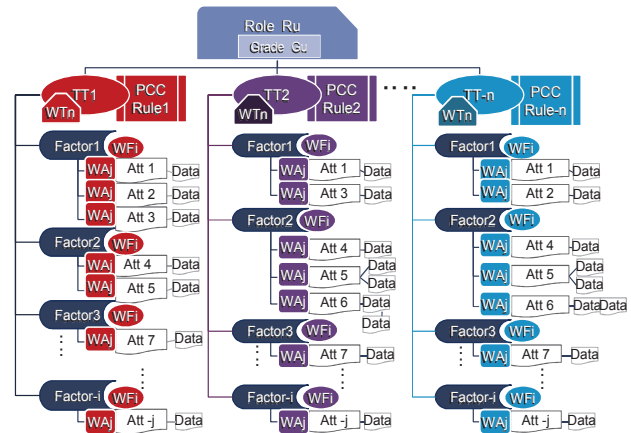 Role Ru
Grade Gu
TT1
WTn
PCC
Rule1
TT2
WTn
PCC
Rule2
TT-n
WTn
PCC
Rule-n
Factor1
WFi
WAj Att 1 Data
WAj Att 2 Data
WAj Att 3 Data
Factor2
WFi
WAj Att 4 Data
WAj Att 5 Data
Factor3
WFi
WAj Att 7 Data
Factor-i
WFi
WAj Att -j Data
Factor1
WFi
WAj Att 1 Data
WAj Att 3 Data
Factor2
WFi
WAj Att 4 Data
WAj Att 5 Data
Data
WAj Att 6 Data
Data
Factor3
WFi
WAj Att 7 Data
Factor-i
WFi
WAj Att -j Data
Factor1
WFi
WAj Att 1 Data
WAj Att 2 Data
Factor2
WFi
WAj Att 4 Data
WAj Att 5 Data
Data
WAj Att 6 Data Data
Factor3
WFi
WAj Att 7 Data
Factor-i
WFi
WAj Att -j Data